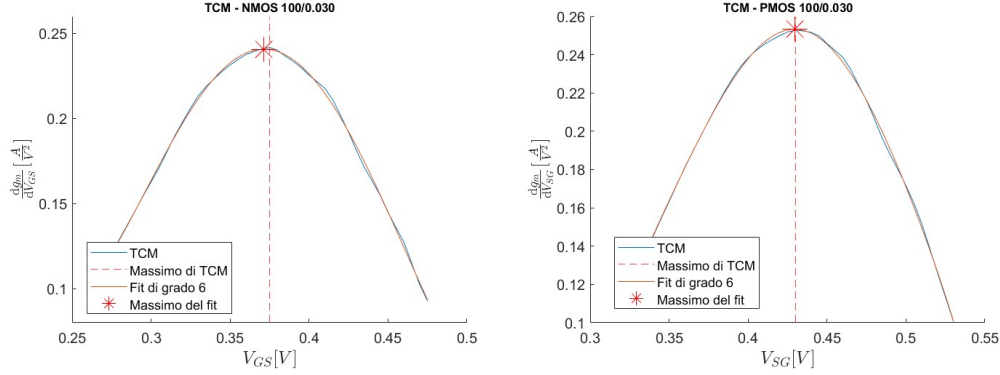 TCM - NMOS 100/0.030
0.25
0.2
0.15
0.1
dg_m/dV_GS [A/V^2]
TCM
Massimo di TCM
Fit di grado 6
Massimo del fit
0.25 0.3 0.35 0.4 0.45 0.5
V_GS[V]
TCM - PMOS 100/0.030
0.26
0.24
0.22
0.2
0.18
0.16
0.14
0.12
0.1
dg_m/dV_SG [A/V^2]
TCM
Massimo di TCM
Fit di grado 6
Massimo del fit
0.3 0.35 0.4 0.45 0.5 0.55
V_SG[V]